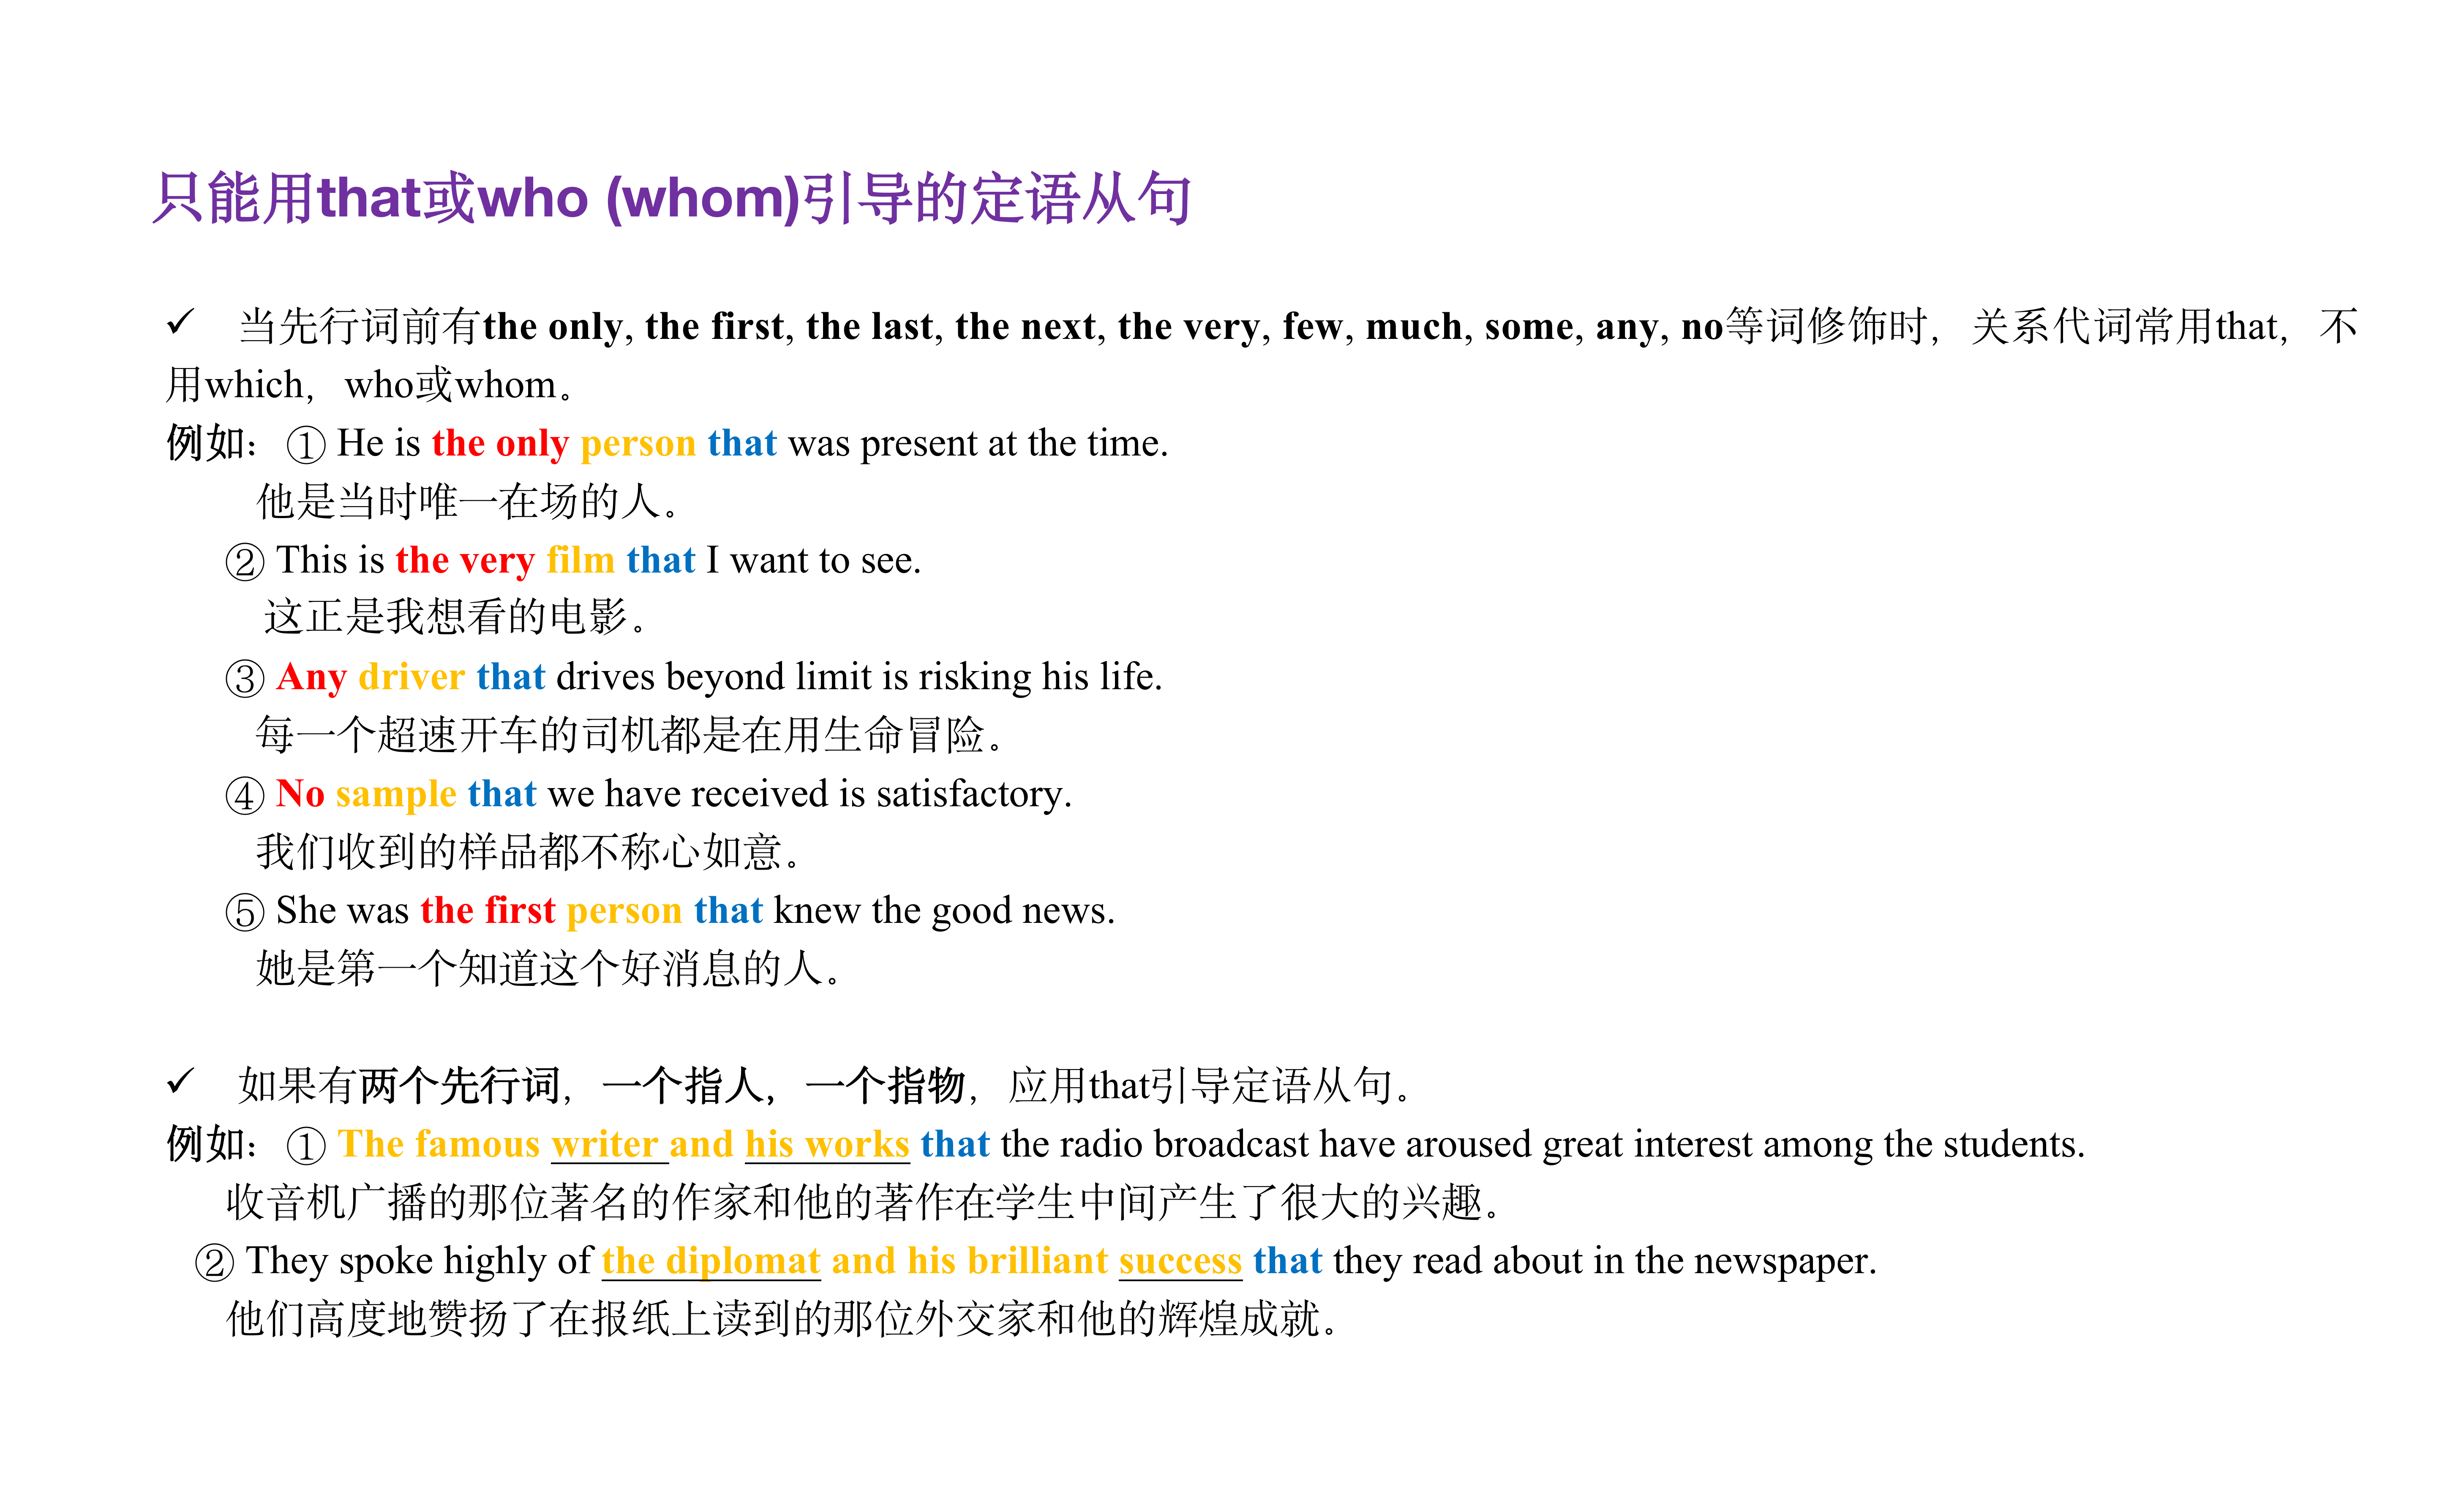 只能用that或who (whom)引导的定语从句
✓ 当先行词前有the only, the first, the last, the next, the very, few, much, some, any, no等词修饰时，关系代词常用that，不
用which，who或whom。
例如：① He is the only person that was present at the time.
他是当时唯一在场的人。
② This is the very film that I want to see.
这正是我想看的电影。
③ Any driver that drives beyond limit is risking his life.
每一个超速开车的司机都是在用生命冒险。
④ No sample that we have received is satisfactory.
我们收到的样品都不称心如意。
⑤ She was the first person that knew the good news.
她是第一个知道这个好消息的人。
✓ 如果有两个先行词，一个指人，一个指物，应用that引导定语从句。
例如：① The famous writer and his works that the radio broadcast have aroused great interest among the students.
收音机广播的那位著名的作家和他的著作在学生中间产生了很大的兴趣。
② They spoke highly of the diplomat and his brilliant success that they read about in the newspaper.
他们高度地赞扬了在报纸上读到的那位外交家和他的辉煌成就。